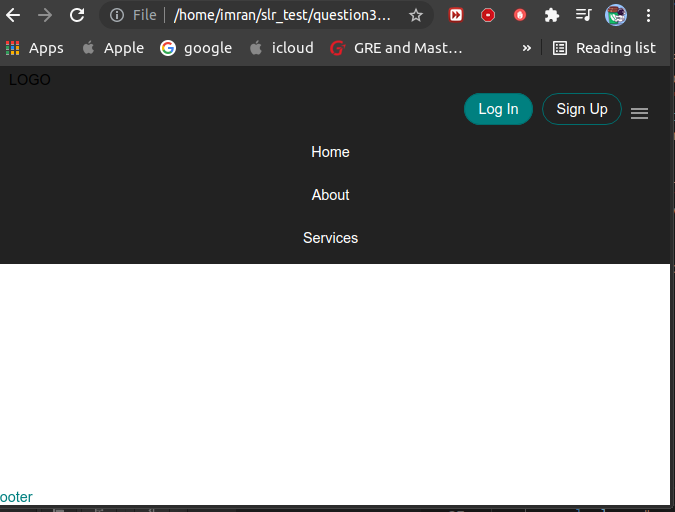 File /home/imran/slr_test/question3...
Apps Apple google icloud GRE and Mast... » Reading list
LOGO
Log In Sign Up
Home
About
Services
ooter